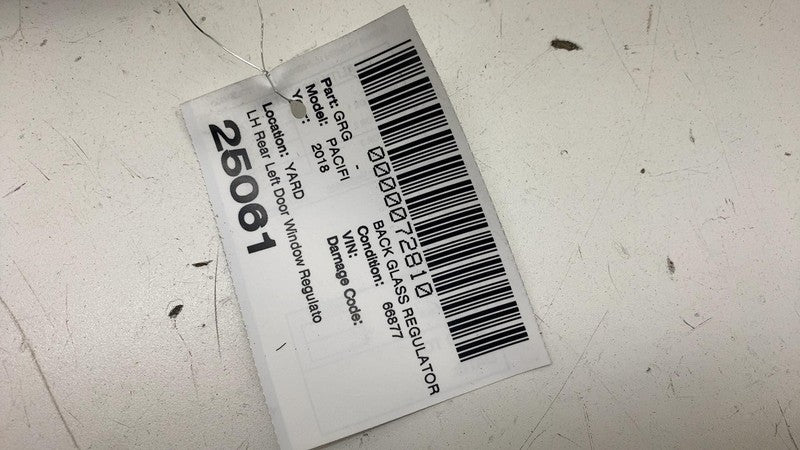 0000072810
Part: GRG - BACK GLASS REGULATOR
Model: PACIFI Condition: 66877
2018 VIN:
Damage Code:
Location: YARD
LH Rear Left Door Window Regulato
25061